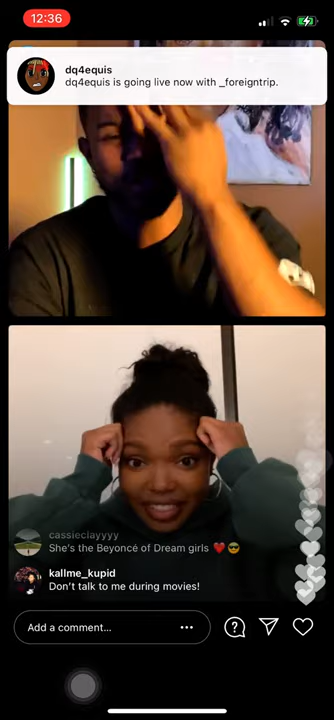 12:36
dq4equis
dq4equis is going live now with _foreigntrip.
cassieclayyyy
She's the Beyoncé of Dream girls ❤️😎
kallme_kupid
Don't talk to me during movies!
Add a comment...